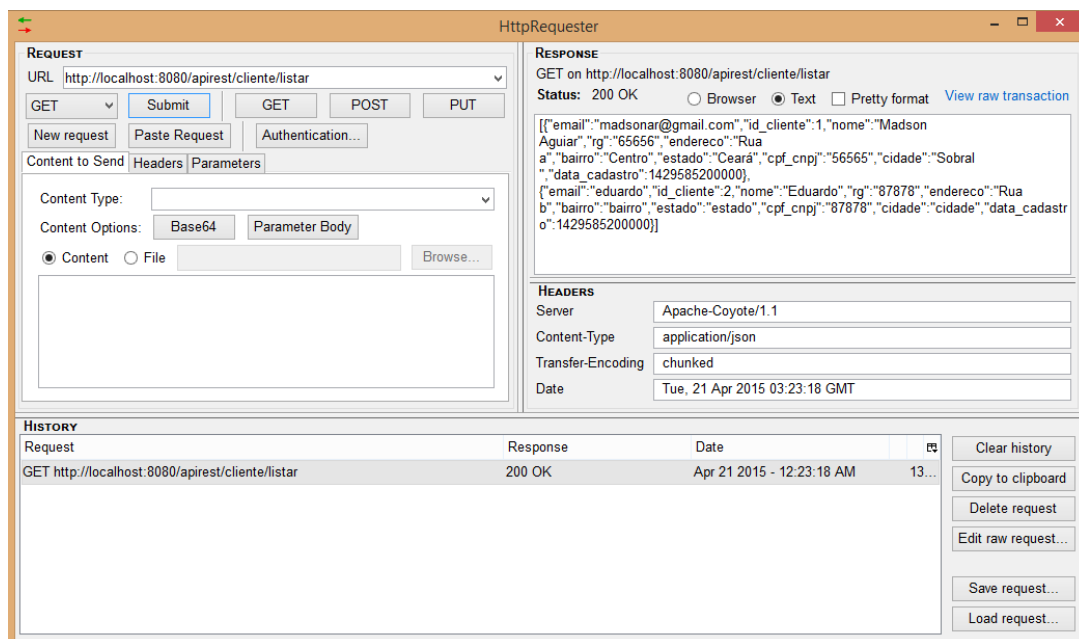 HttpRequester
REQUEST
URL http://localhost:8080/apirest/cliente/listar
GET Submit GET POST PUT
New request Paste Request Authentication...
Content to Send Headers Parameters
Content Type:
Content Options: Base64 Parameter Body
Content File Browse...
RESPONSE
GET on http://localhost:8080/apirest/cliente/listar
Status: 200 OK Browser Text Pretty format View raw transaction
[{"email":"madsonar@gmail.com","id_cliente":1,"nome":"Madson
Aguiar","rg":"65656","endereco":"Rua
a","bairro":"Centro","estado":"Ceará","cpf_cnpj":"56565","cidade":"Sobral
","data_cadastro":1429585200000},
{"email":"eduardo","id_cliente":2,"nome":"Eduardo","rg":"87878","endereco":"Rua
b","bairro":"bairro","estado":"estado","cpf_cnpj":"87878","cidade":"cidade","data_cadastr
o":1429585200000}]
HEADERS
Server Apache-Coyote/1.1
Content-Type application/json
Transfer-Encoding chunked
Date Tue, 21 Apr 2015 03:23:18 GMT
HISTORY
Request Response Date
GET http://localhost:8080/apirest/cliente/listar 200 OK Apr 21 2015 - 12:23:18 AM 13...
Clear history
Copy to clipboard
Delete request
Edit raw request...
Save request...
Load request...